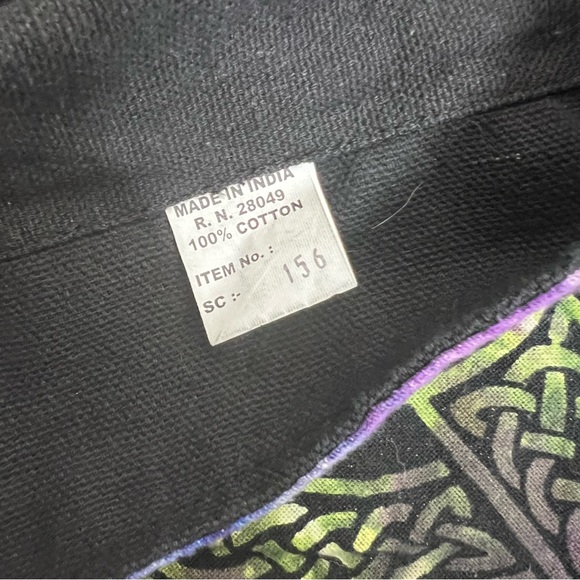 MADE IN INDIA
R. N. 28049
100% COTTON
ITEM No. :
156
SC :-